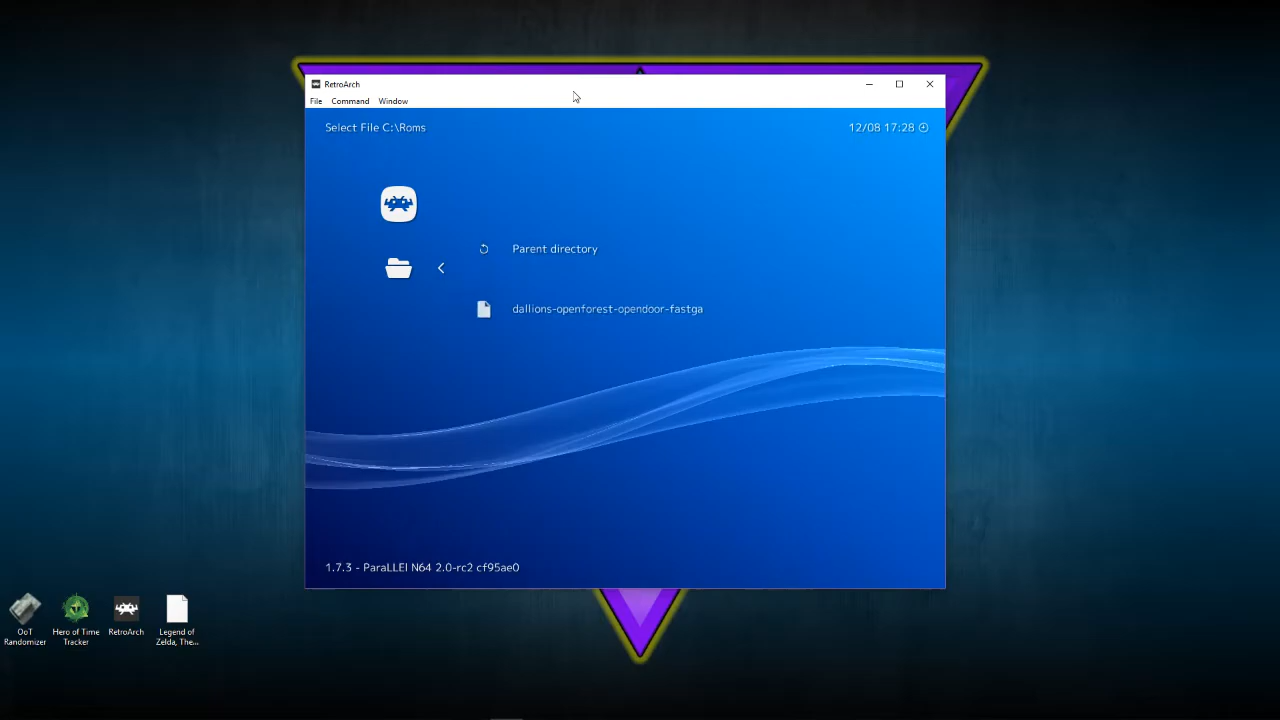 RetroArch
File Command Window
Select File C:\Roms
12/08 17:28
Parent directory
dallions-openforest-opendoor-fastga
1.7.3 - ParaLLEl N64 2.0-rc2 cf95ae0
OoT
Randomizer
Hero of Time
Tracker
RetroArch
Legend of
Zelda, The...